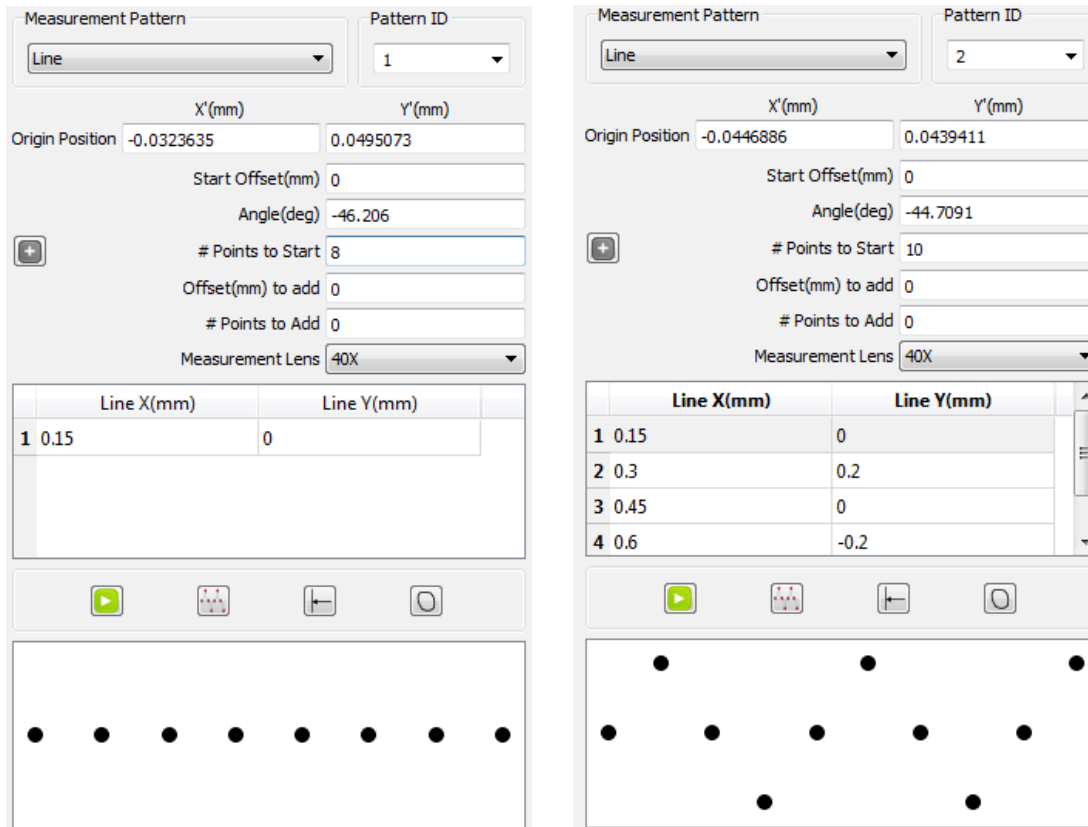 Measurement Pattern
Pattern ID
Line
1
X'(mm)
Y'(mm)
Origin Position
-0.0323635
0.0495073
Start Offset(mm)
0
Angle(deg)
-46.206
# Points to Start
8
Offset(mm) to add
0
# Points to Add
0
Measurement Lens
40X
Line X(mm)
Line Y(mm)
1
0.15
0
Measurement Pattern
Pattern ID
Line
2
X'(mm)
Y'(mm)
Origin Position
-0.0446886
0.0439411
Start Offset(mm)
0
Angle(deg)
-44.7091
# Points to Start
10
Offset(mm) to add
0
# Points to Add
0
Measurement Lens
40X
Line X(mm)
Line Y(mm)
1
0.15
0
2
0.3
0.2
3
0.45
0
4
0.6
-0.2